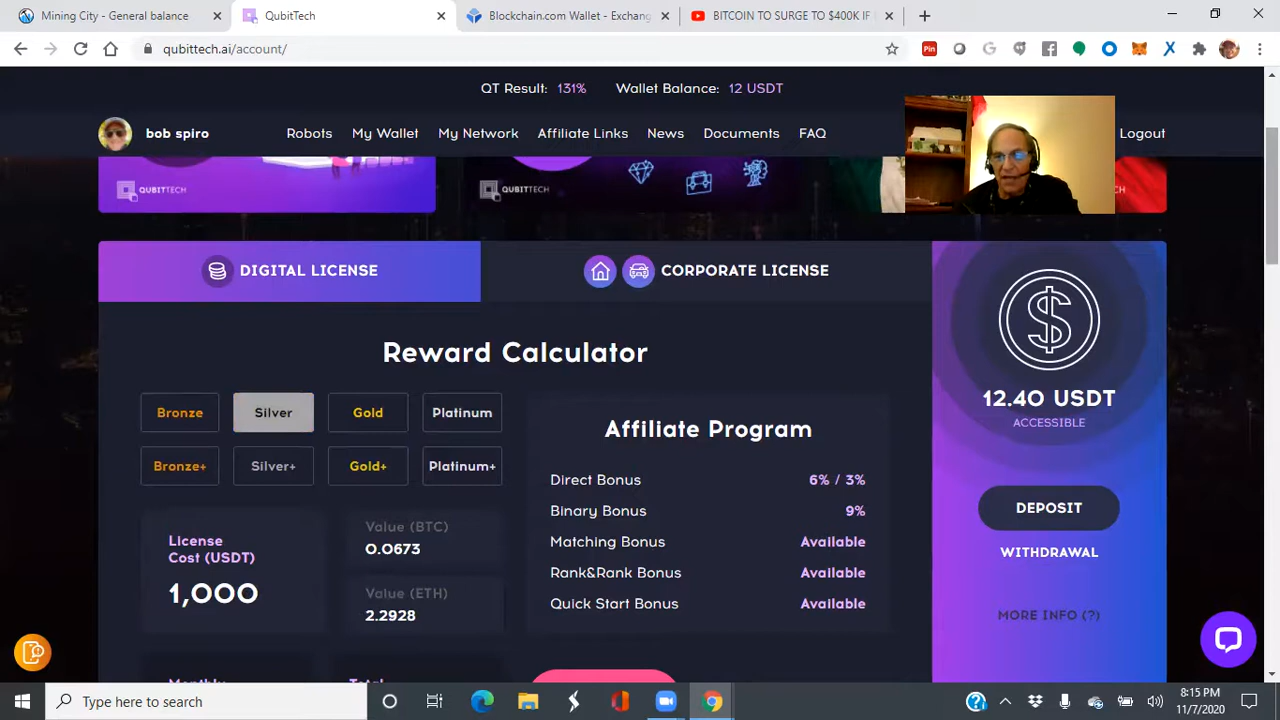 Mining City - General balance
QubitTech
Blockchain.com Wallet - Exchang
BITCOIN TO SURGE TO $400K IF
qubittech.ai/account/
QT Result: 131% Wallet Balance: 12 USDT
bob spiro
Robots My Wallet My Network Affiliate Links News Documents FAQ Logout
QUBITTECH
QUBITTECH
DIGITAL LICENSE
CORPORATE LICENSE
Reward Calculator
Bronze Silver Gold Platinum
Bronze+ Silver+ Gold+ Platinum+
License
Cost (USDT)
1,000
Value (BTC)
0.0673
Value (ETH)
2.2928
Affiliate Program
Direct Bonus 6% / 3%
Binary Bonus 9%
Matching Bonus Available
Rank&Rank Bonus Available
Quick Start Bonus Available
12.40 USDT
ACCESSIBLE
DEPOSIT
WITHDRAWAL
MORE INFO (?)
Type here to search
8:15 PM
11/7/2020